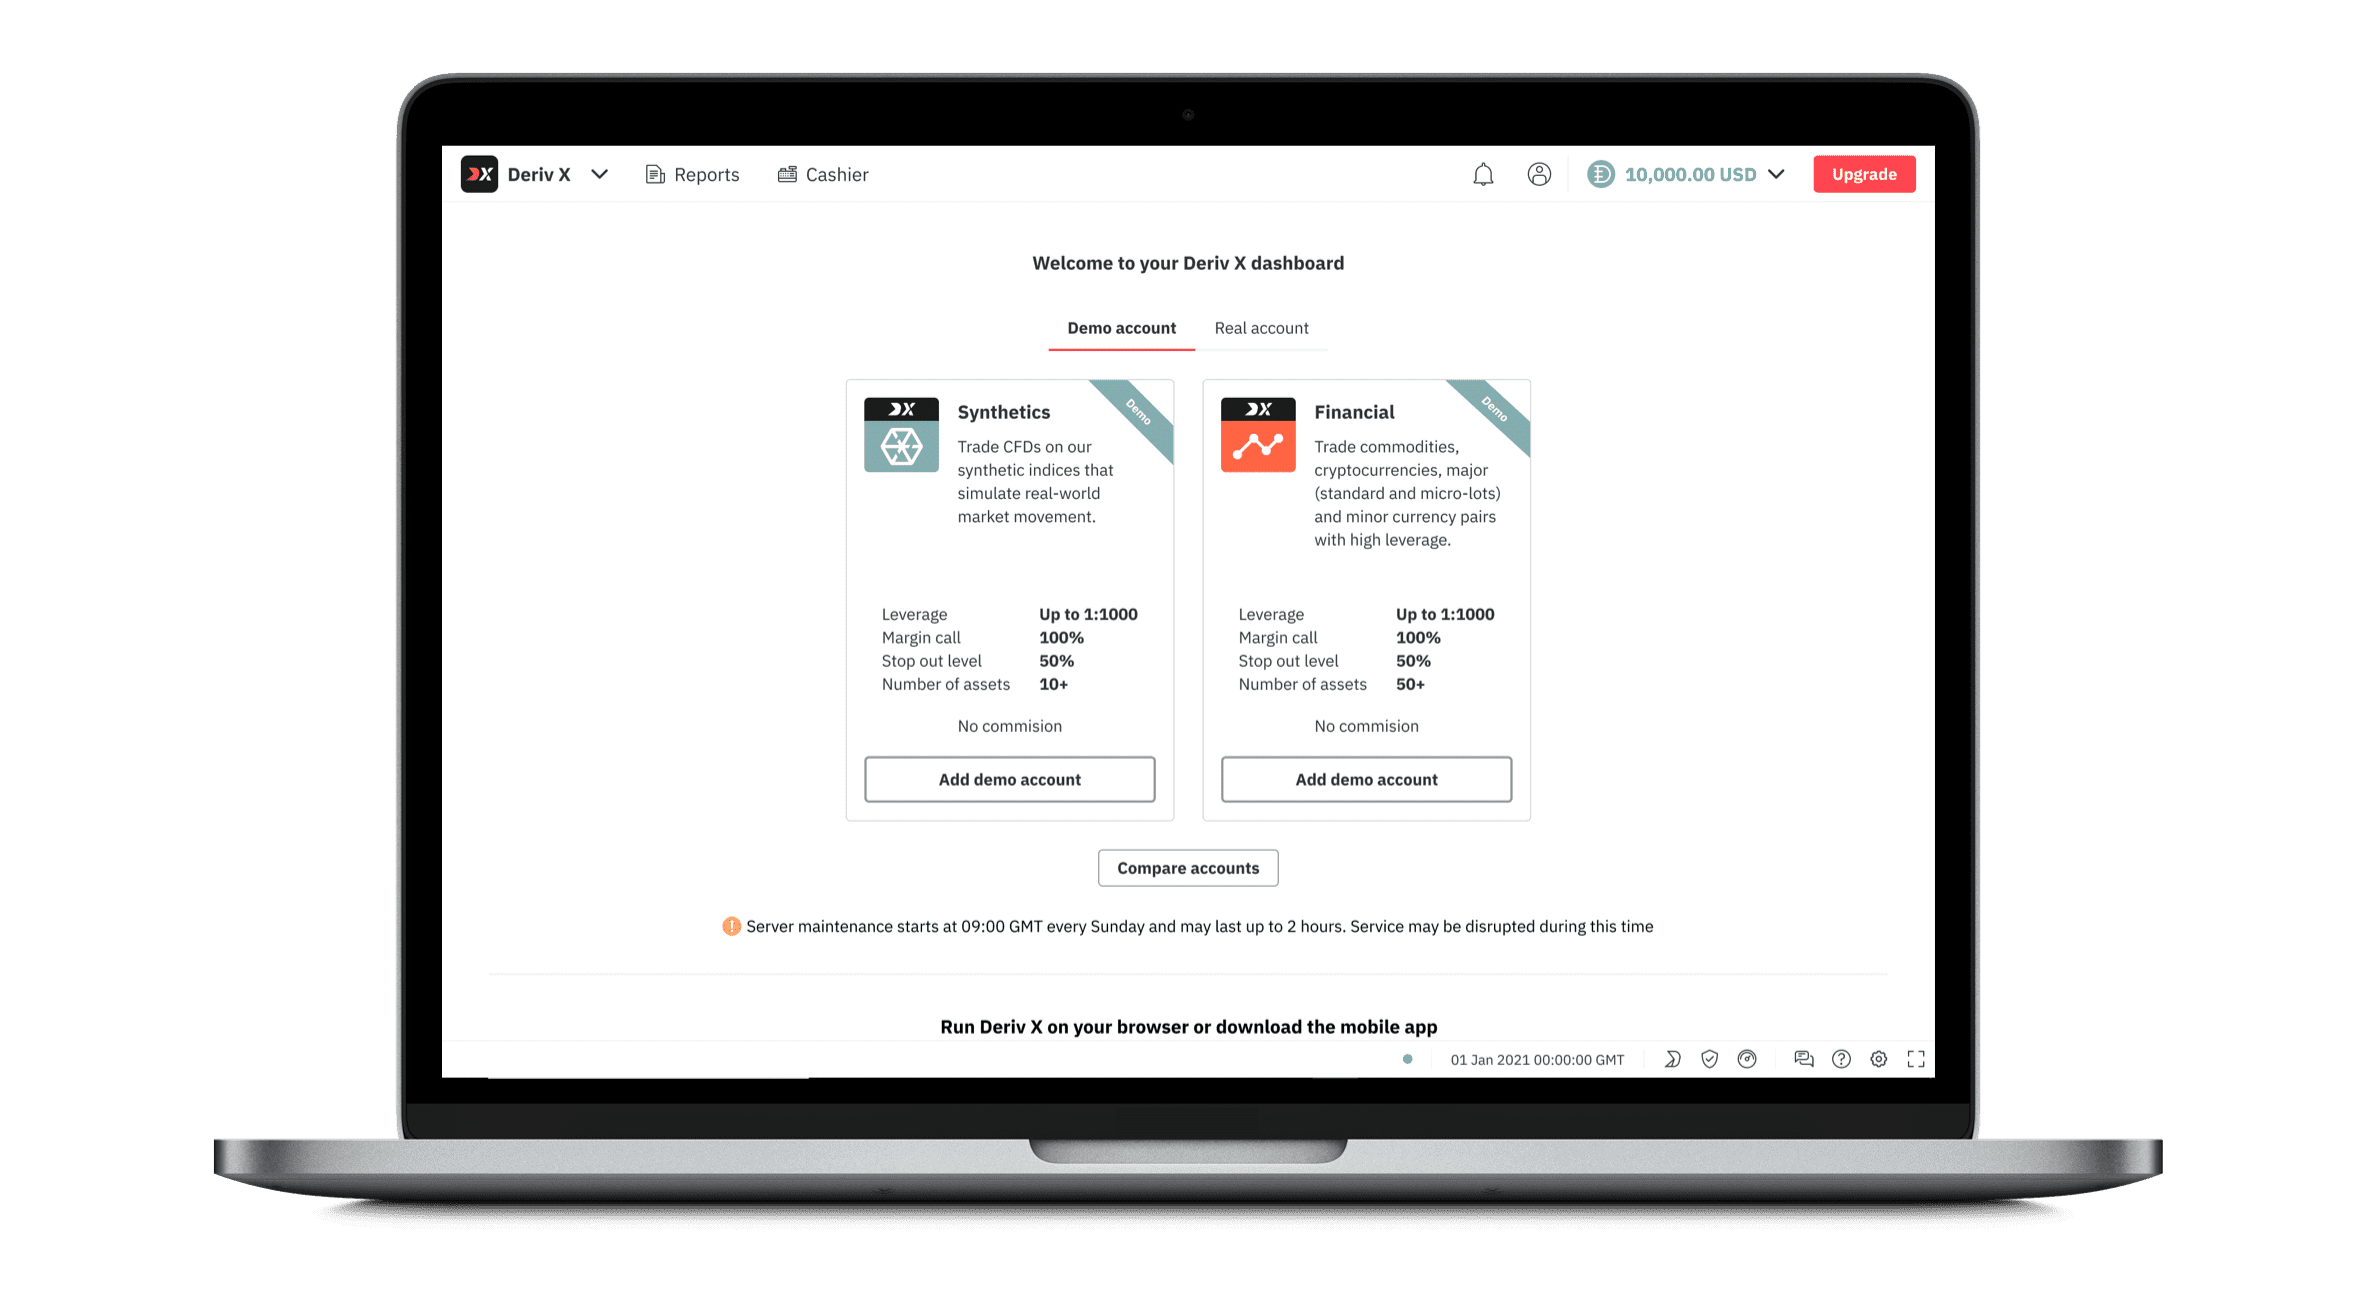 Deriv X
Reports
Cashier
10,000.00 USD
Upgrade
Welcome to your Deriv X dashboard
Demo account
Real account
DX
Synthetics
Demo
Trade CFDs on our
synthetic indices that
simulate real-world
market movement.
Leverage Up to 1:1000
Margin call 100%
Stop out level 50%
Number of assets 10+
No commision
Add demo account
DX
Financial
Demo
Trade commodities,
cryptocurrencies, major
(standard and micro-lots)
and minor currency pairs
with high leverage.
Leverage Up to 1:1000
Margin call 100%
Stop out level 50%
Number of assets 50+
No commision
Add demo account
Compare accounts
Server maintenance starts at 09:00 GMT every Sunday and may last up to 2 hours. Service may be disrupted during this time
Run Deriv X on your browser or download the mobile app
01 Jan 2021 00:00:00 GMT